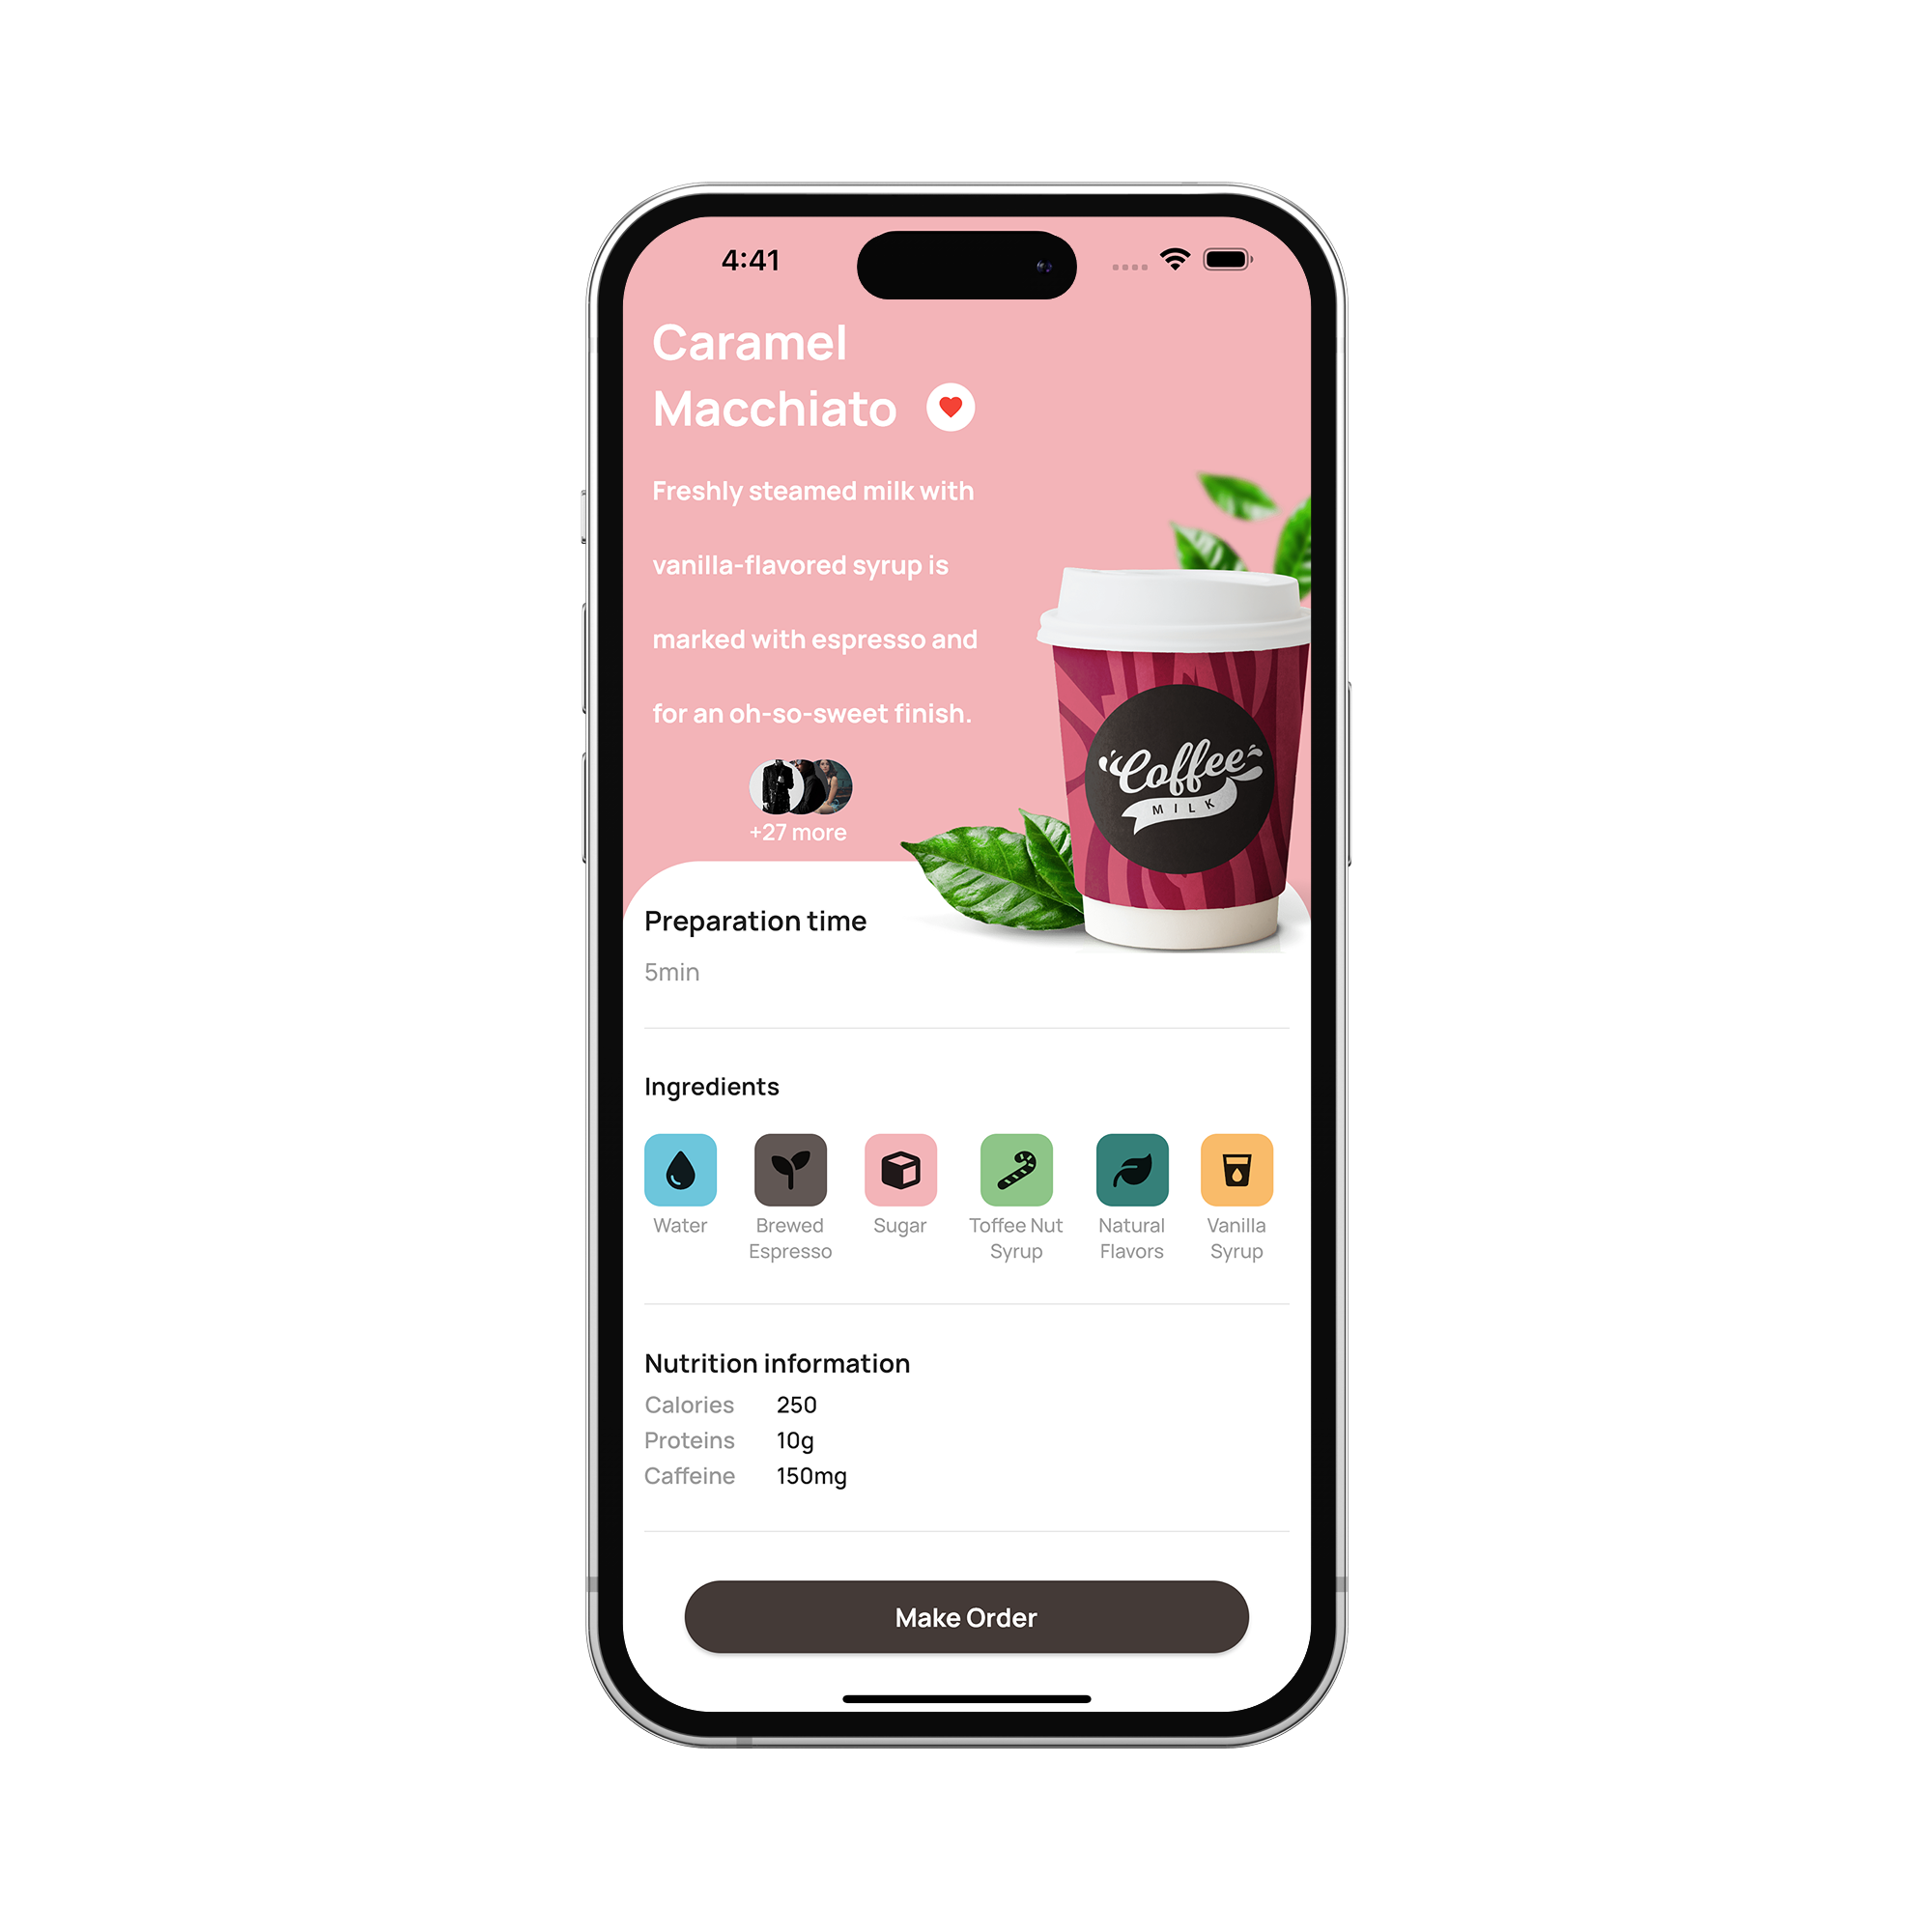 4:41
Caramel
Macchiato
Freshly steamed milk with
vanilla-flavored syrup is
marked with espresso and
for an oh-so-sweet finish.
+27 more
Coffee
MILK
Preparation time
5min
Ingredients
Water
Brewed
Espresso
Sugar
Toffee Nut
Syrup
Natural
Flavors
Vanilla
Syrup
Nutrition information
Calories 250
Proteins 10g
Caffeine 150mg
Make Order